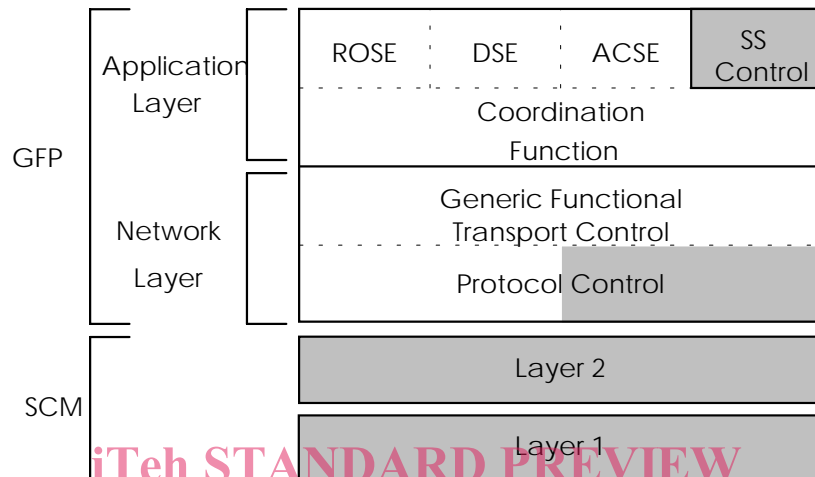 ROSE DSE ACSE SS
Control
Application
Layer
Coordination
Function
GFP
Generic Functional
Transport Control
Network
Layer
Protocol Control
Layer 2
SCM
Layer 1
iTeh STANDARD PREVIEW